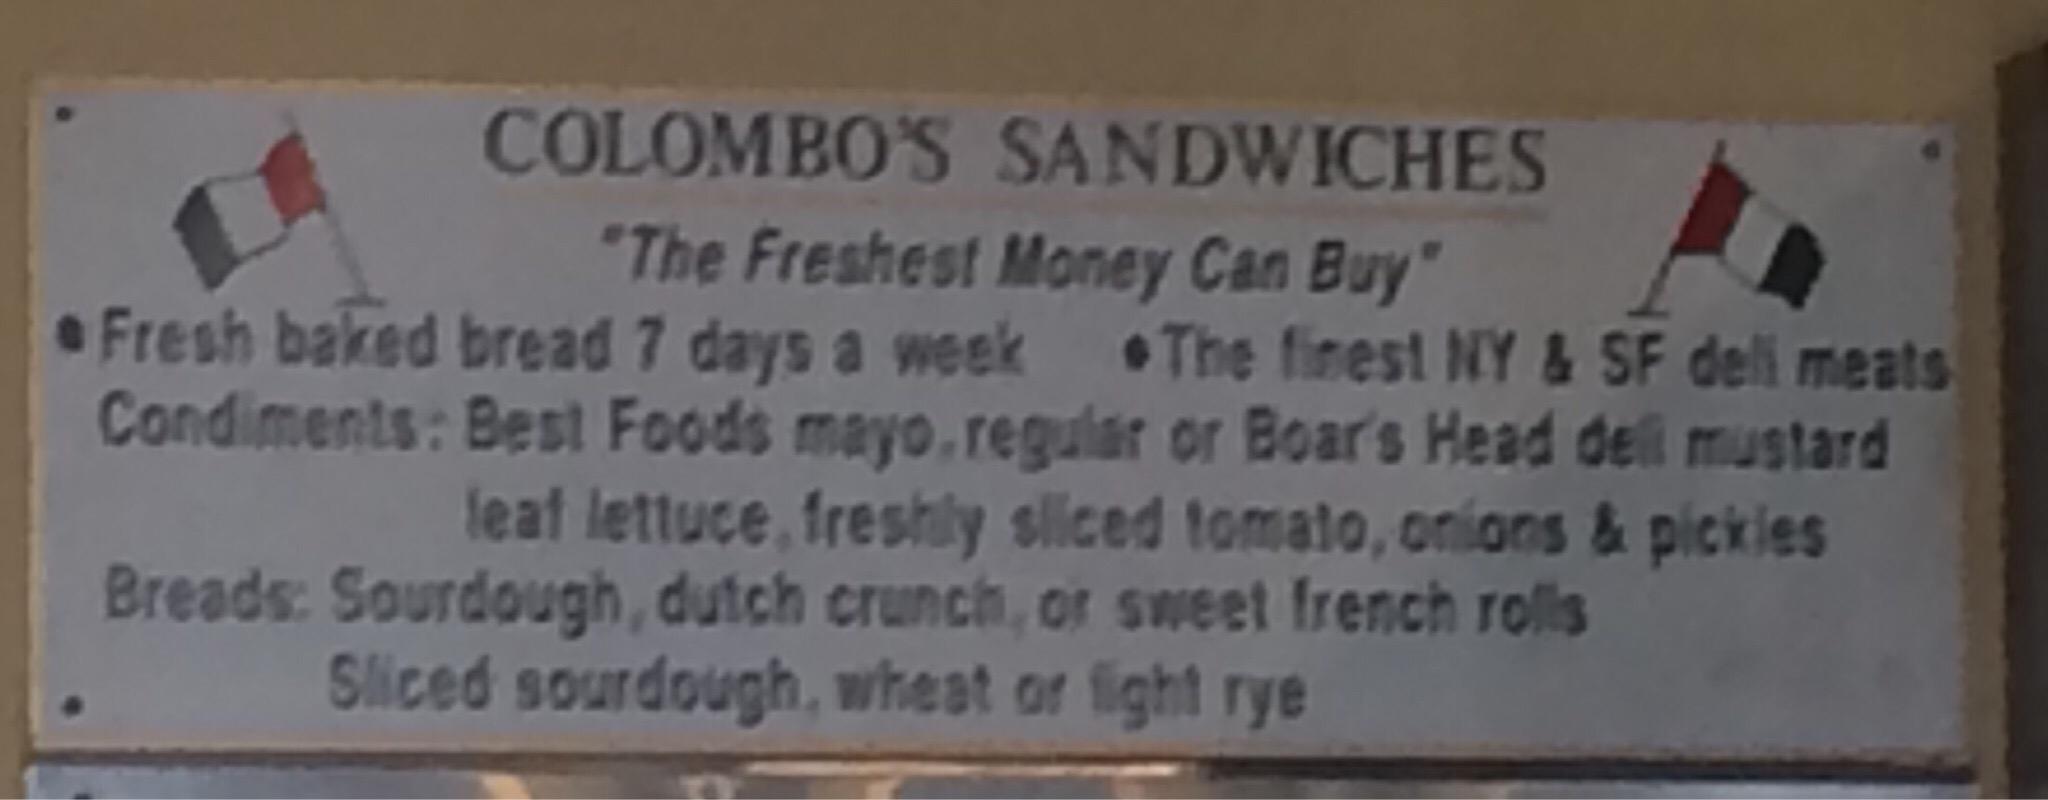 COLOMBO'S SANDWICHES
"The Freshest Money Can Buy"
• Fresh baked bread 7 days a week • The finest NY & SF deli meats
Condiments: Best Foods mayo, regular or Boar's Head deli mustard
leaf lettuce, freshly sliced tomato, onions & pickles
Breads: Sourdough, dutch crunch, or sweet french rolls
Sliced sourdough, wheat or light rye